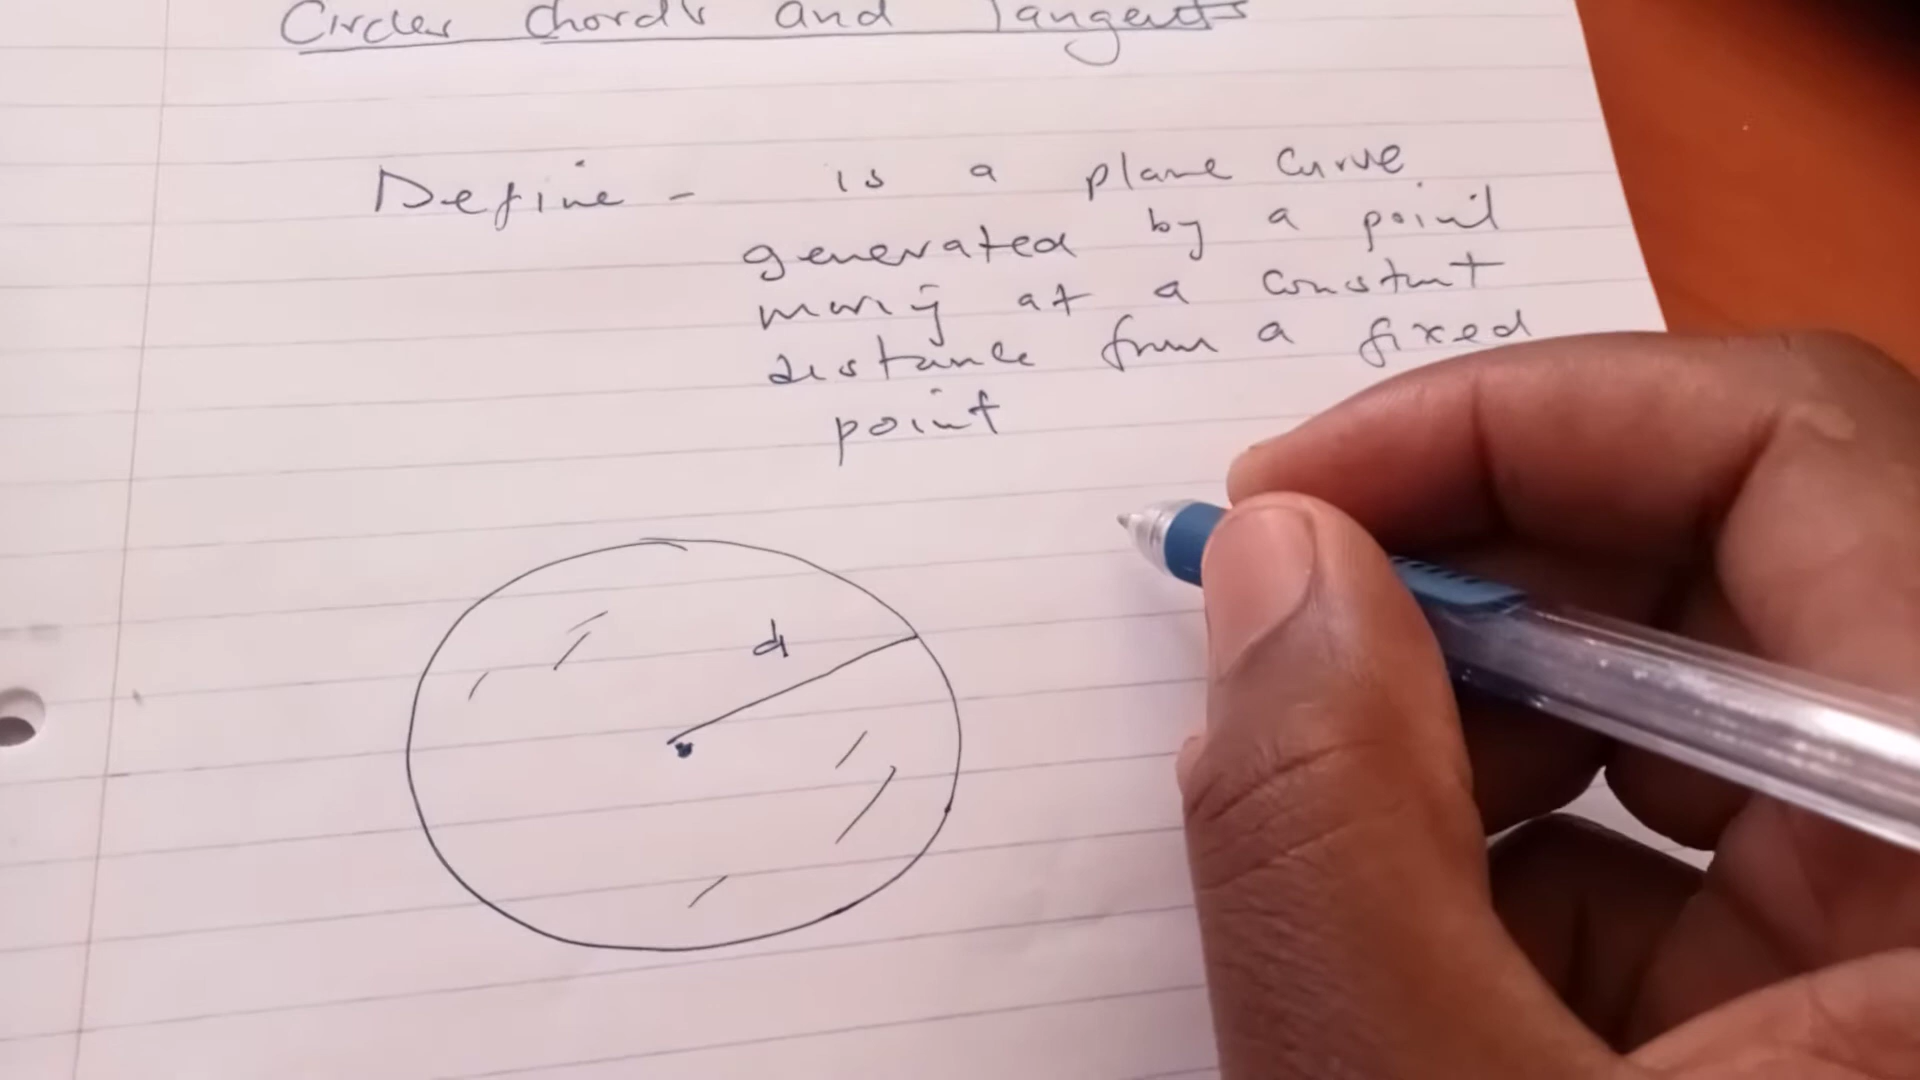 Circles Chords and Tangents
Define - is a plane curve
generated by a point
moving at a constant
distance from a fixed
point
d